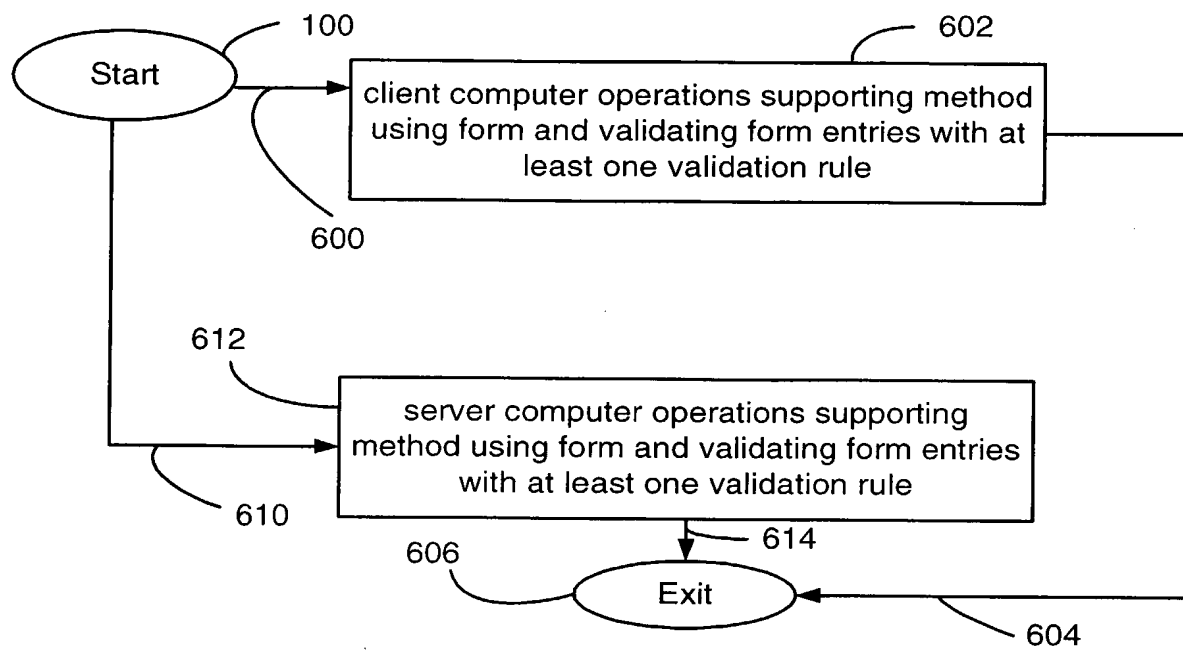 100
602
Start
client computer operations supporting method
using form and validating form entries with at
least one validation rule
600
612
server computer operations supporting
method using form and validating form entries
with at least one validation rule
610
614
606
Exit
604